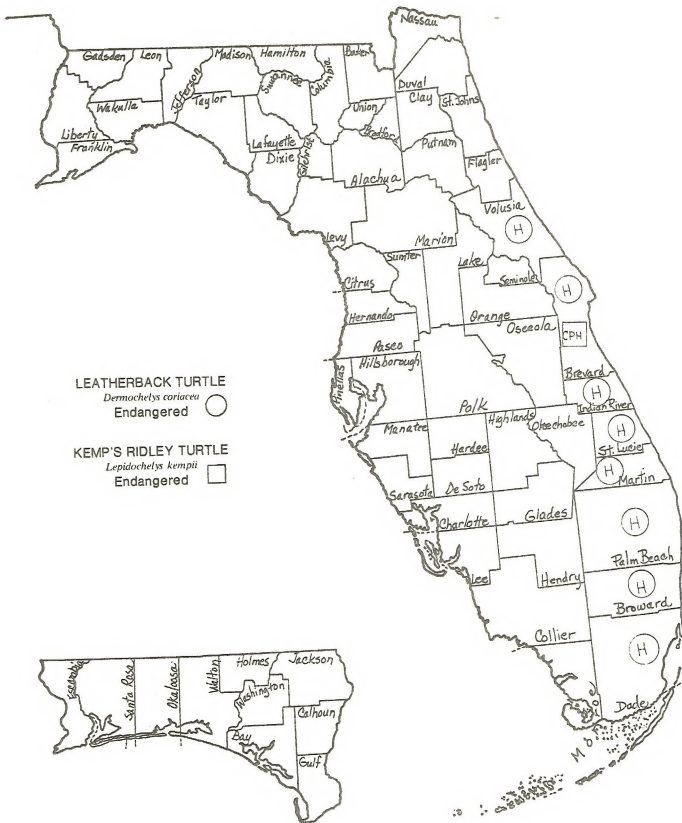 Nassau
Gadsden
Leon
Madison
Hamilton
Baker
Jefferson
Suwannee
Columbia
Duval
Wakulla
Taylor
Union
Clay
St. Johns
Liberty
Franklin
Lafayette
Bradford
Putnam
Dixie
Gilchrist
Flagler
Alachua
Volusia
H
Levy
Marion
Sumter
Lake
Citrus
Seminole
H
Hernando
Orange
Osceola
CPH
Pasco
Hillsborough
Pinellas
Brevard
H
Polk
Indian River
Manatee
Highlands
Okeechobee
H
Hardee
St. Lucie
H
Martin
Sarasota
De Soto
Charlotte
Glades
H
Lee
Hendry
Palm Beach
H
Broward
Collier
H
Dade
Monroe
LEATHERBACK TURTLE
Dermochelys coriacea
Endangered
KEMP'S RIDLEY TURTLE
Lepidochelys kempii
Endangered
Escambia
Santa Rosa
Okaloosa
Walton
Holmes
Jackson
Washington
Bay
Calhoun
Gulf